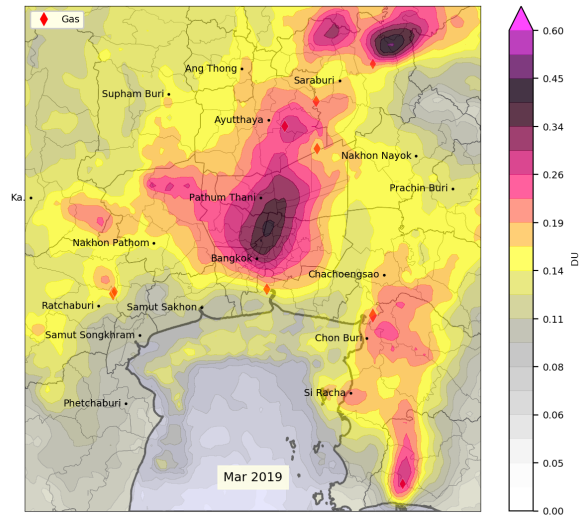 Gas
Ang Thong
Saraburi
Supham Buri
Ayutthaya
Nakhon Nayok
Prachin Buri
Ka.
Pathum Thani
Nakhon Pathom
Bangkok
Chachoengsao
Ratchaburi
Samut Sakhon
Samut Songkhram
Chon Buri
Si Racha
Phetchaburi
Mar 2019
0.60
0.45
0.34
0.26
0.19
0.14
0.11
0.08
0.06
0.02
0.00
DU